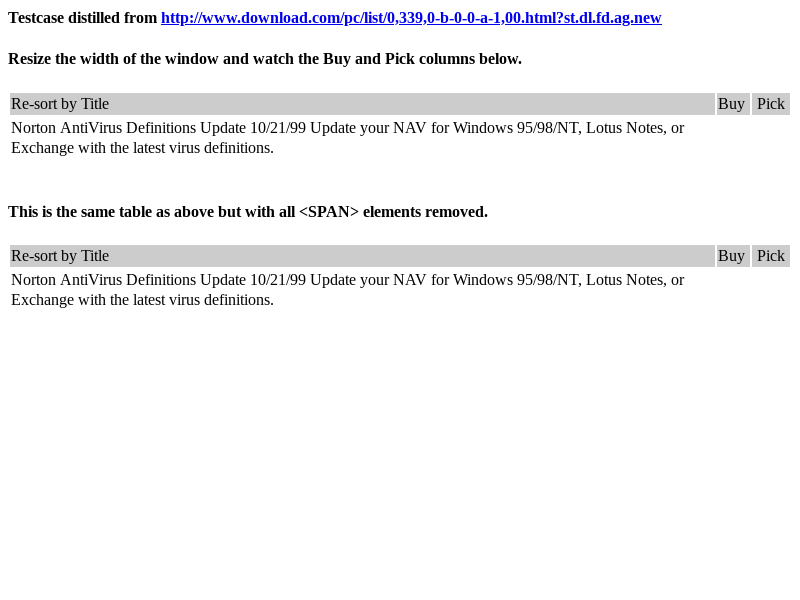 Testcase distilled from http://www.download.com/pc/list/0,339,0-b-0-0-a-1,00.html?st.dl.fd.ag.new
Resize the width of the window and watch the Buy and Pick columns below.
Re-sort by Title Buy Pick
Norton AntiVirus Definitions Update 10/21/99 Update your NAV for Windows 95/98/NT, Lotus Notes, or
Exchange with the latest virus definitions.
This is the same table as above but with all <SPAN> elements removed.
Re-sort by Title Buy Pick
Norton AntiVirus Definitions Update 10/21/99 Update your NAV for Windows 95/98/NT, Lotus Notes, or
Exchange with the latest virus definitions.